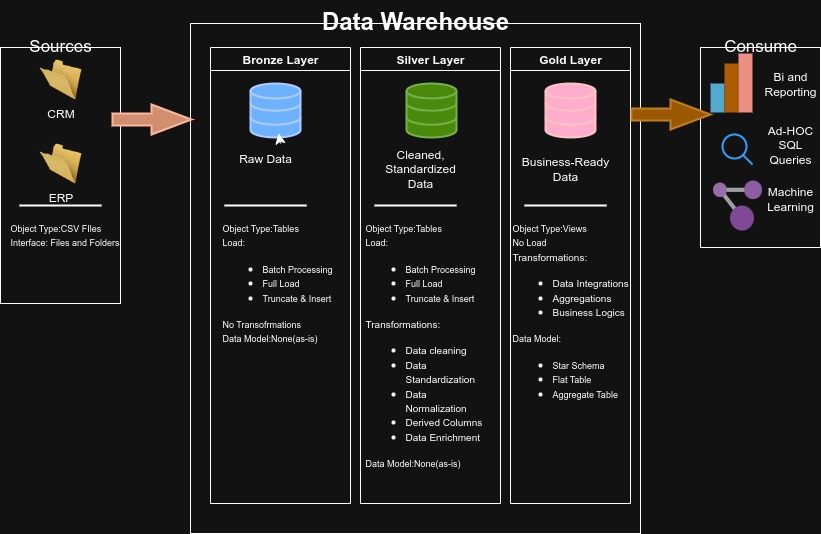 Data Warehouse
Sources
CRM
ERP
Object Type:CSV FIles
Interface: Files and Folders
Bronze Layer
Raw Data
Object Type:Tables
Load:
Batch Processing
Full Load
Truncate & Insert
No Transofrmations
Data Model:None(as-is)
Silver Layer
Cleaned,
Standardized
Data
Object Type:Tables
Load:
Batch Processing
Full Load
Truncate & Insert
Transformations:
Data cleaning
Data
Standardization
Data
Normalization
Derived Columns
Data Enrichment
Data Model:None(as-is)
Gold Layer
Business-Ready
Data
Object Type:Views
No Load
Transformations:
Data Integrations
Aggregations
Business Logics
Data Model:
Star Schema
Flat Table
Aggregate Table
Consume
Bi and
Reporting
Ad-HOC
SQL
Queries
Machine
Learning